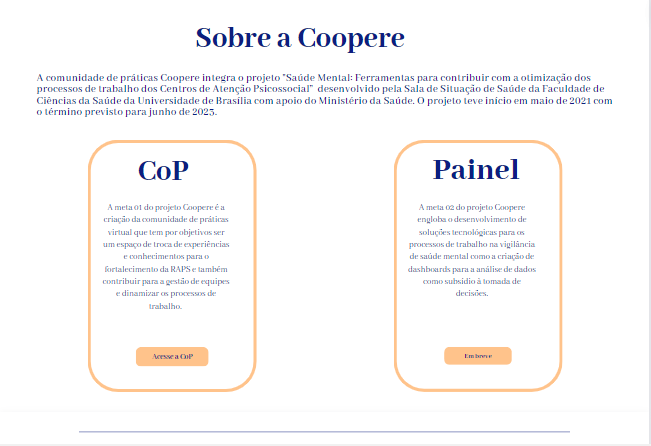 Sobre a Coopere
A comunidade de práticas Coopere integra o projeto "Saúde Mental: Ferramentas para contribuir com a otimização dos
processos de trabalho dos Centros de Atenção Psicossocial" desenvolvido pela Sala de Situação de Saúde da Faculdade de
Ciências da Saúde da Universidade de Brasília com apoio do Ministério da Saúde. O projeto teve início em maio de 2021 com
o término previsto para junho de 2023.
CoP
A meta 01 do projeto Coopere é a
criação da comunidade de práticas
virtual que tem por objetivos ser
um espaço de troca de experiências
e conhecimentos para o
fortalecimento da RAPS e também
contribuir para a gestão de equipes
e dinamizar os processos de
trabalho.
Acesse a CoP
Painel
A meta 02 do projeto Coopere
engloba o desenvolvimento de
soluções tecnológicas para os
processos de trabalho na vigilância
de saúde mental como a criação de
dashboards para a análise de dados
como subsídio à tomada de
decisões.
Em breve